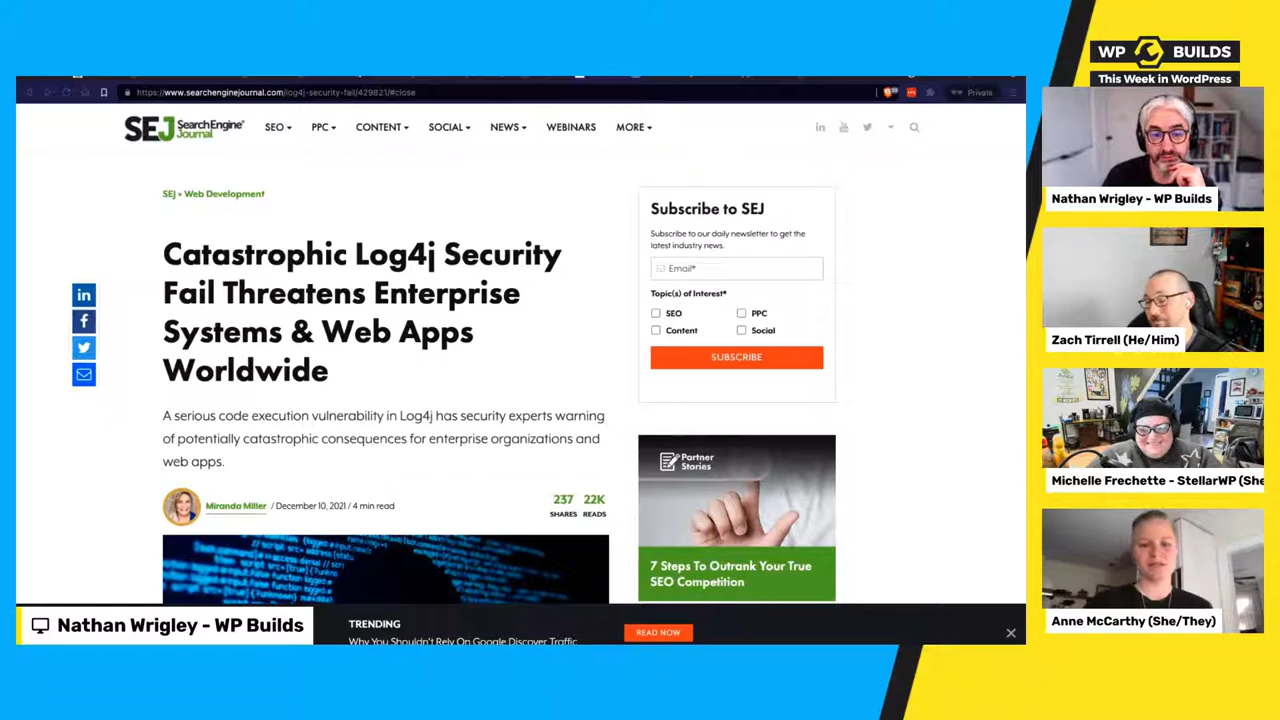 WP BUILDS
This Week in WordPress
https://www.searchenginejournal.com/log4j-security-fail/429821/#close
Private
SEJ Search Engine Journal®
SEO
PPC
CONTENT
SOCIAL
NEWS
WEBINARS
MORE
SEJ » Web Development
Catastrophic Log4j Security
Fail Threatens Enterprise
Systems & Web Apps
Worldwide
A serious code execution vulnerability in Log4j has security experts warning
of potentially catastrophic consequences for enterprise organizations and
web apps.
Miranda Miller / December 10, 2021 / 4 min read
237 22K
SHARES READS
Subscribe to SEJ
Subscribe to our daily newsletter to get the
latest industry news.
Email*
Topic(s) of Interest*
SEO
PPC
Content
Social
SUBSCRIBE
Partner
Stories
7 Steps To Outrank Your True
SEO Competition
TRENDING
Why You Shouldn't Rely On Google Discover Traffic
READ NOW
Nathan Wrigley - WP Builds
Nathan Wrigley - WP Builds
Zach Tirrell (He/Him)
Michelle Frechette - StellarWP (She
Anne McCarthy (She/They)